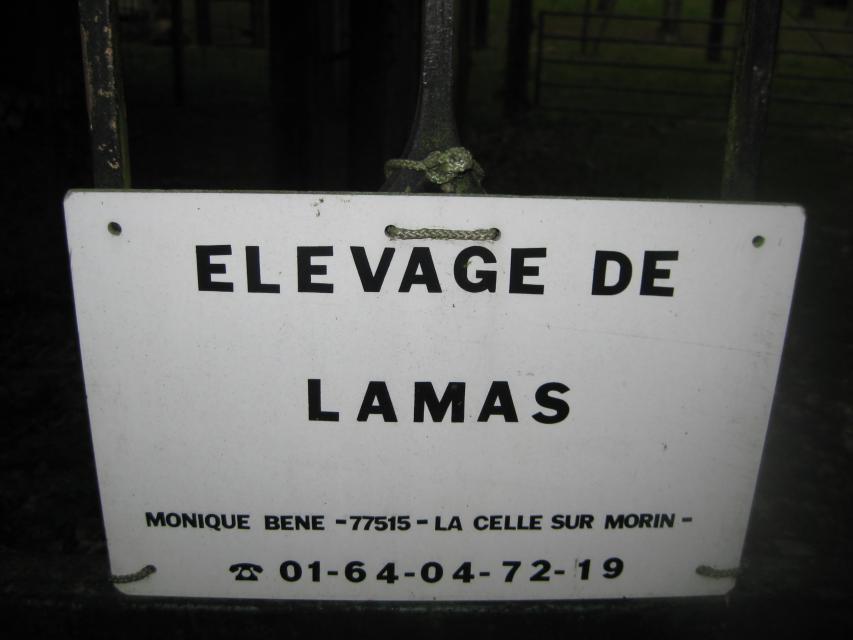 ELEVAGE DE
LAMAS
MONIQUE BENE -77515- LA CELLE SUR MORIN -
☎ 01-64-04-72-19